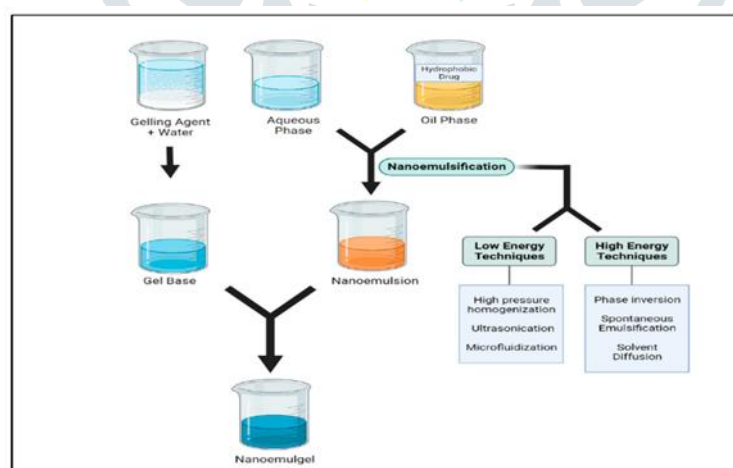 Hydrophobic
Drug
Gelling Agent
+ Water
Aqueous
Phase
Oil Phase
Nanoemulsification
Gel Base
Nanoemulsion
Low Energy
Techniques
High Energy
Techniques
High pressure
homogenization
Ultrasonication
Microfluidization
Phase inversion
Spontaneous
Emulsification
Solvent
Diffusion
Nanoemulgel